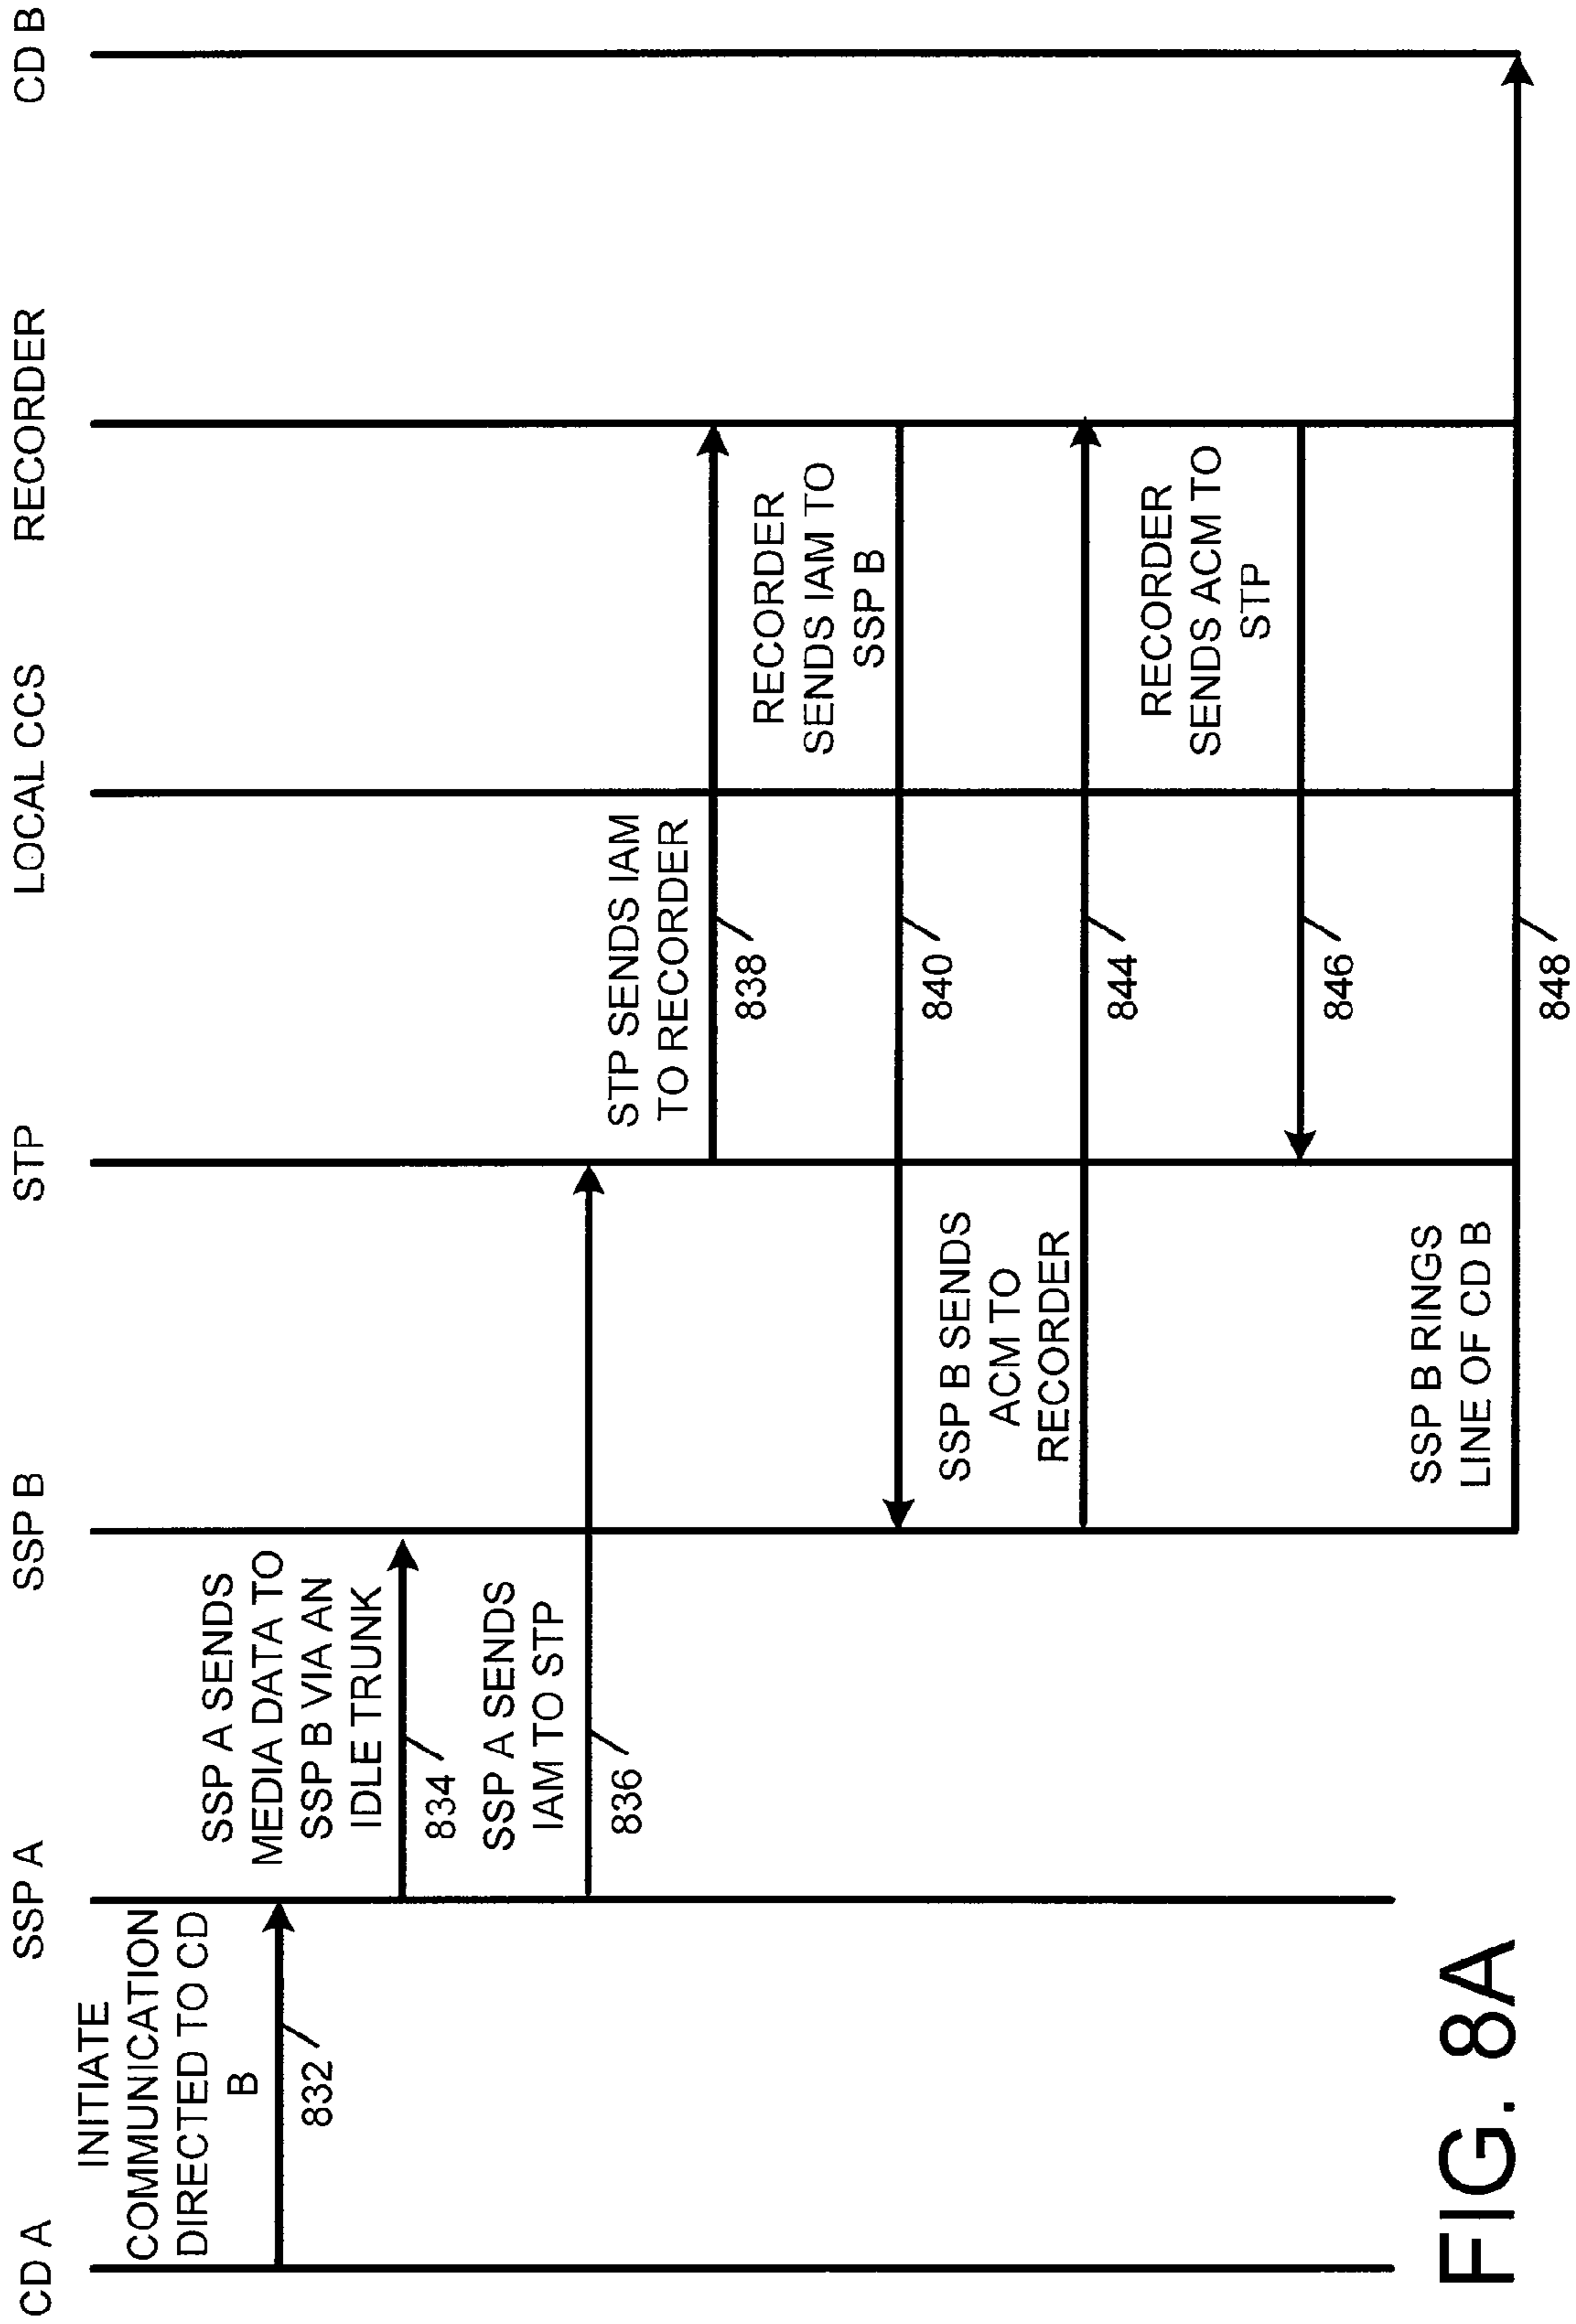 CD A
SSP A
SSP B
STP
LOCAL CCS
RECORDER
CD B
INITIATE
COMMUNICATION
DIRECTED TO CD
B
832
SSP A SENDS
MEDIA DATA TO
SSP B VIA AN
IDLE TRUNK
834
SSP A SENDS
IAM TO STP
836
STP SENDS IAM
TO RECORDER
838
RECORDER
SENDS IAM TO
SSP B
840
SSP B SENDS
ACM TO
RECORDER
844
RECORDER
SENDS ACM TO
STP
846
SSP B RINGS
LINE OF CD B
848
FIG. 8A